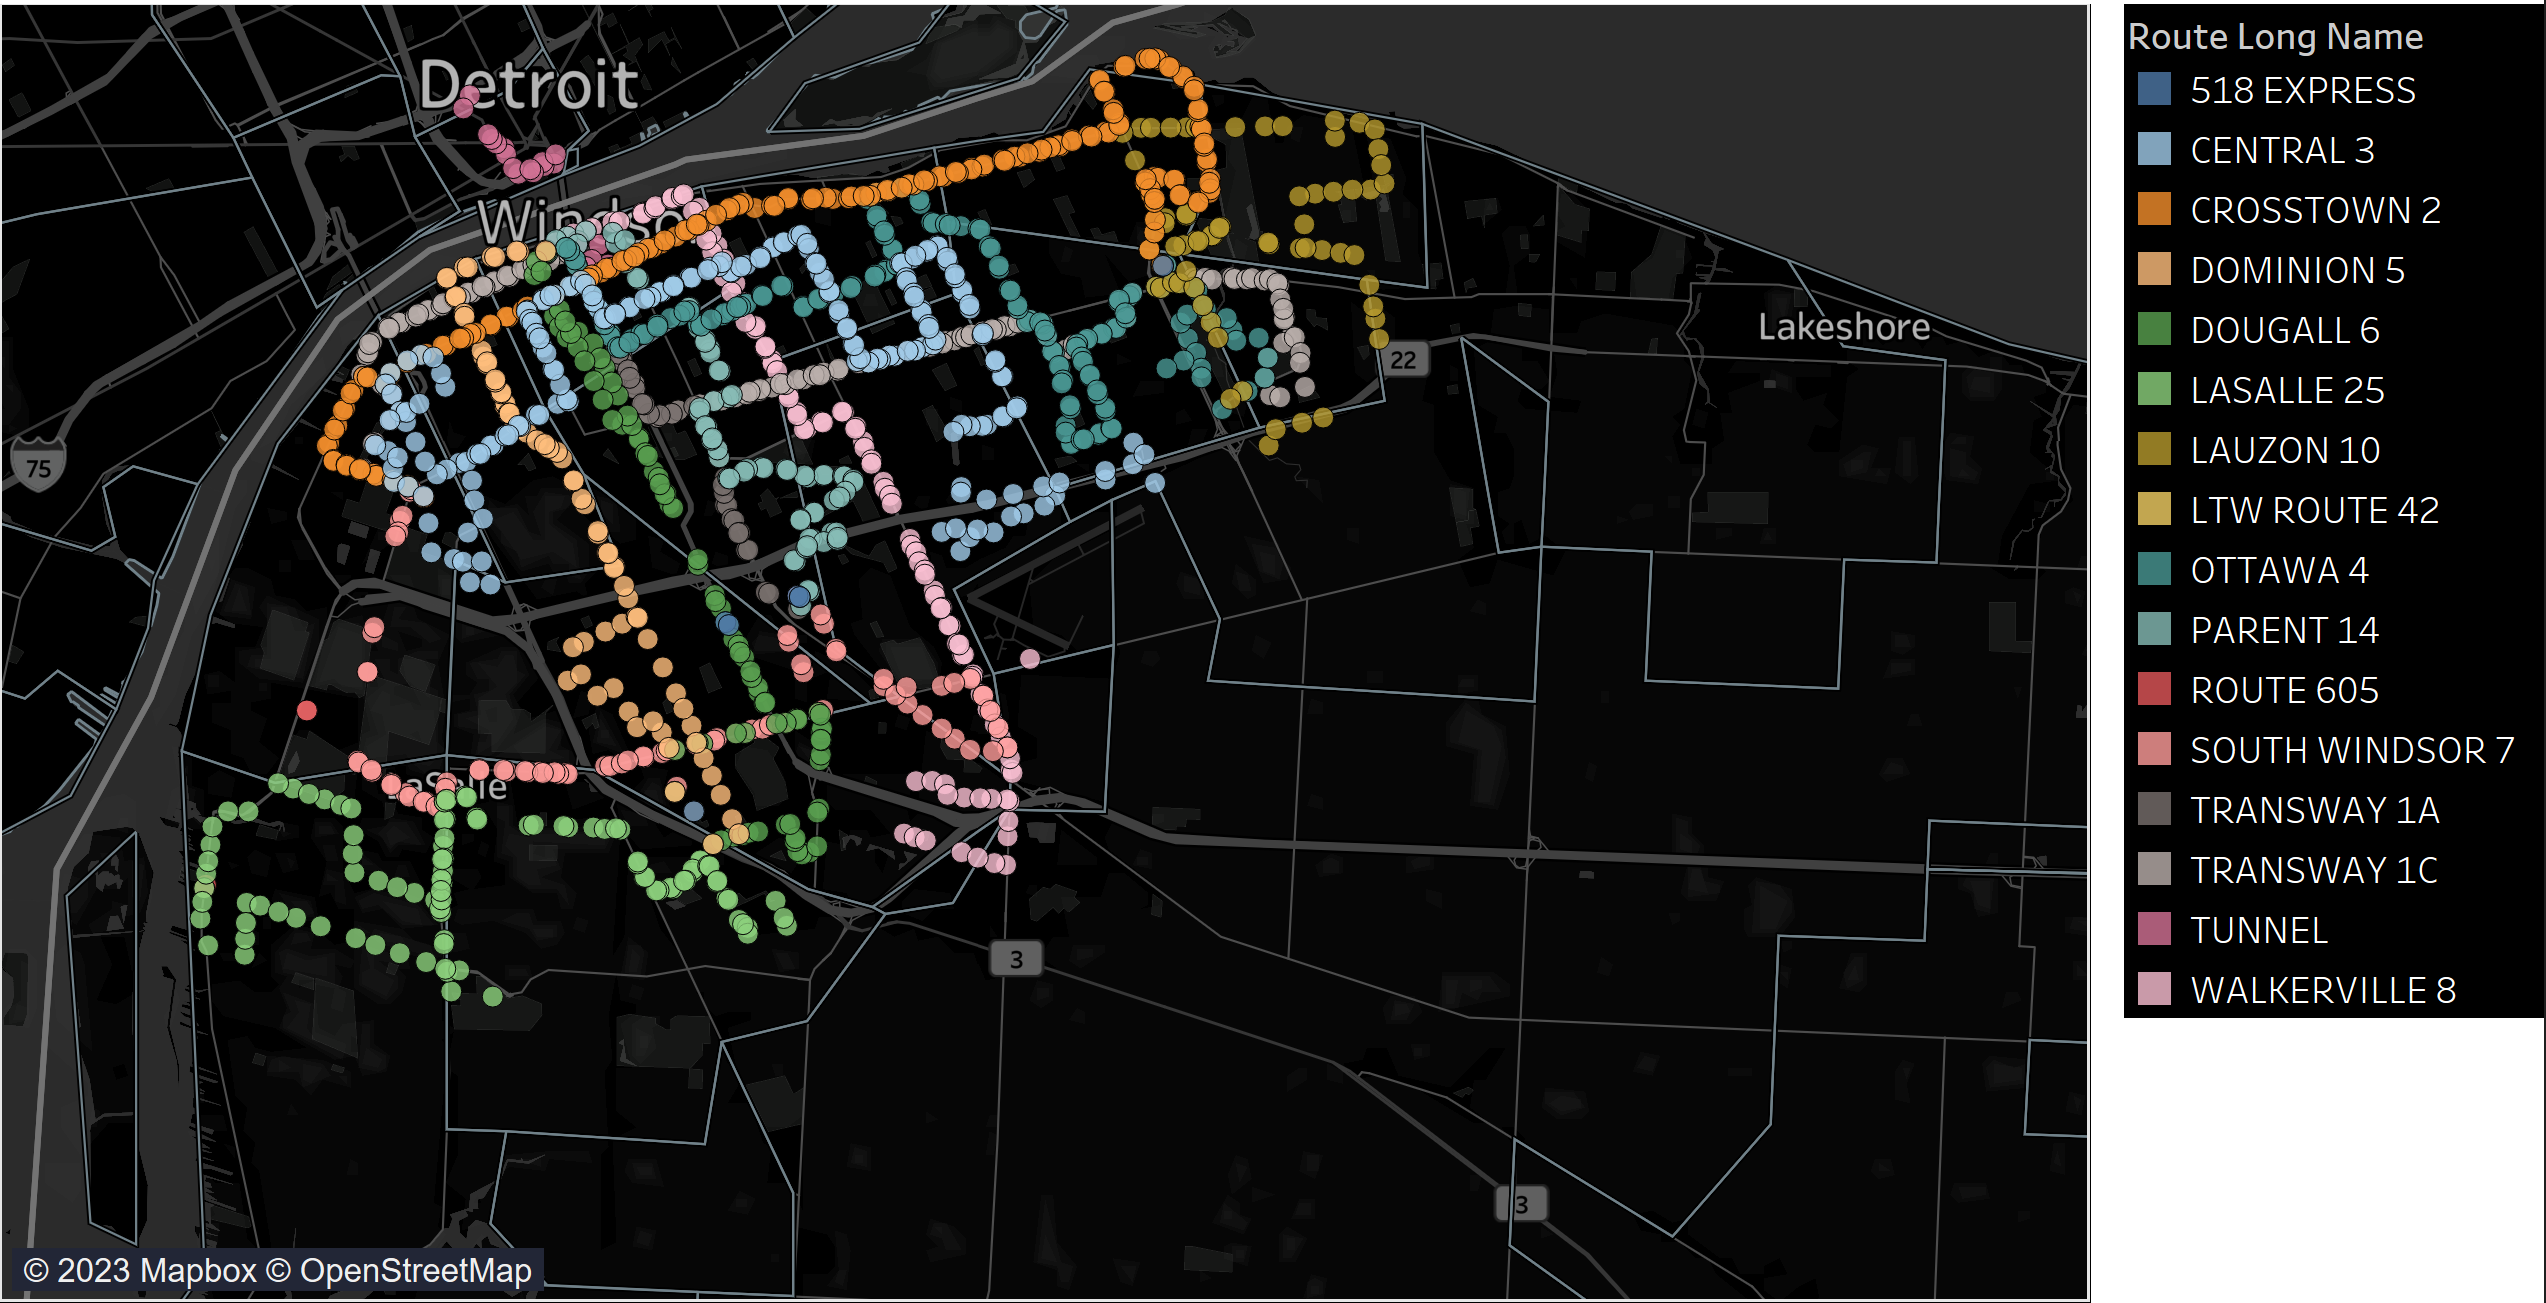 Detroit
Windsor
Lakeshore
22
75
LaSalle
3
3
© 2023 Mapbox © OpenStreetMap
Route Long Name
518 EXPRESS
CENTRAL 3
CROSSTOWN 2
DOMINION 5
DOUGALL 6
LASALLE 25
LAUZON 10
LTW ROUTE 42
OTTAWA 4
PARENT 14
ROUTE 605
SOUTH WINDSOR 7
TRANSWAY 1A
TRANSWAY 1C
TUNNEL
WALKERVILLE 8